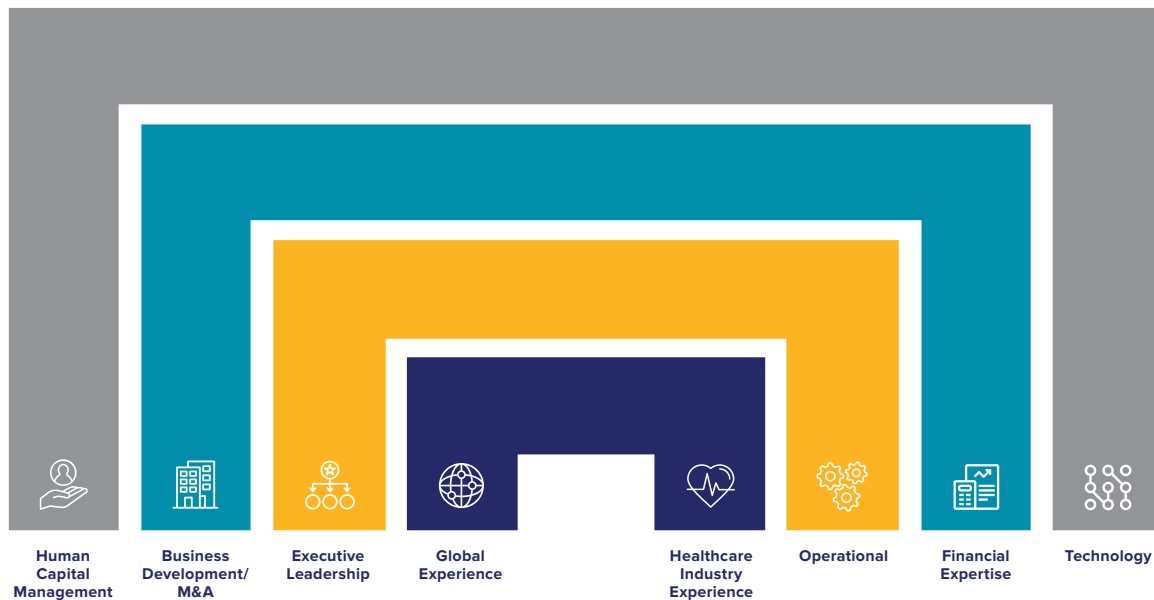 Human
Capital
Management
Business
Development/
M&A
Executive
Leadership
Global
Experience
Healthcare
Industry
Experience
Operational
Financial
Expertise
Technology